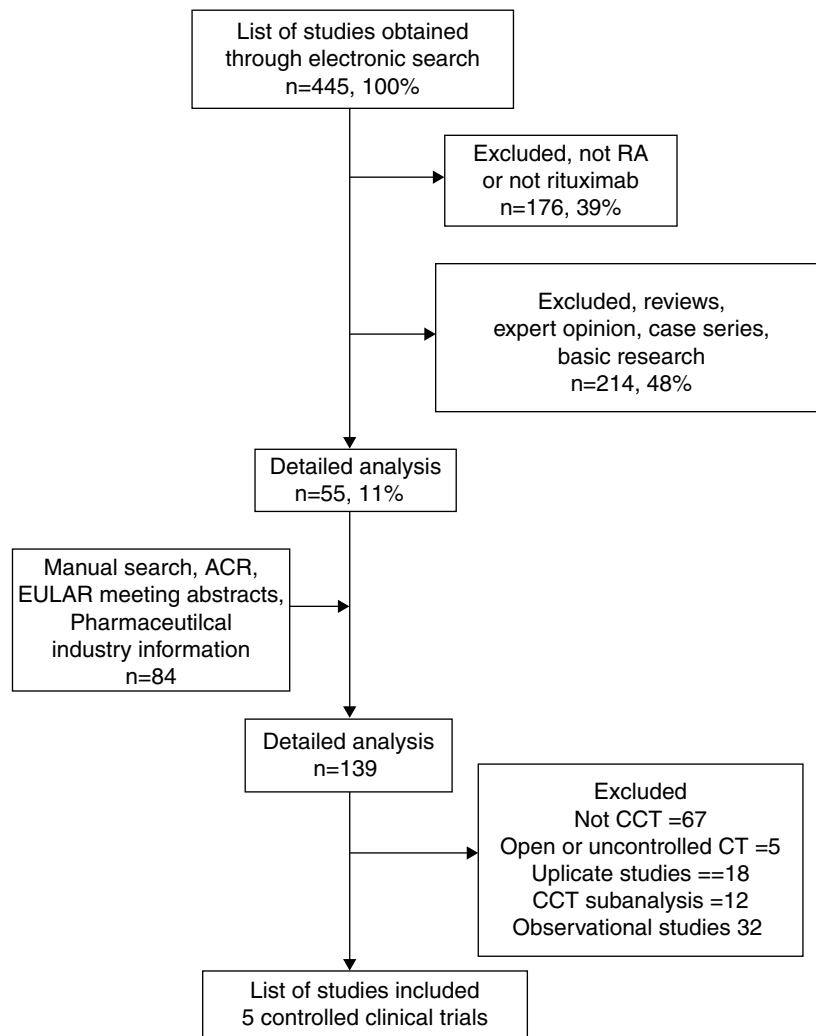 List of studies obtained
through electronic search
n=445, 100%
Excluded, not RA
or not rituximab
n=176, 39%
Excluded, reviews,
expert opinion, case series,
basic research
n=214, 48%
Detailed analysis
n=55, 11%
Manual search, ACR,
EULAR meeting abstracts,
Pharmaceutilcal
industry information
n=84
Detailed analysis
n=139
Excluded
Not CCT =67
Open or uncontrolled CT =5
Uplicate studies ==18
CCT subanalysis =12
Observational studies 32
List of studies included
5 controlled clinical trials